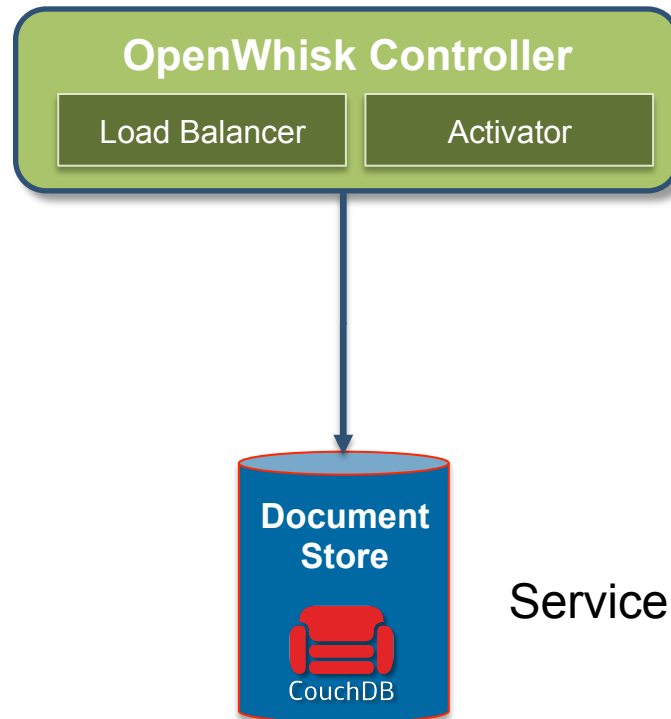 OpenWhisk Controller
Load Balancer
Activator
Document
Store
CouchDB
Service